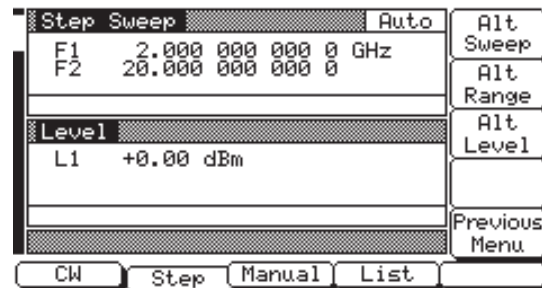 Step Sweep Auto
F1 2.000 000 000 0 GHz
F2 20.000 000 000 0
Level
L1 +0.00 dBm
Alt
Sweep
Alt
Range
Alt
Level
Previous
Menu
CW Step Manual List